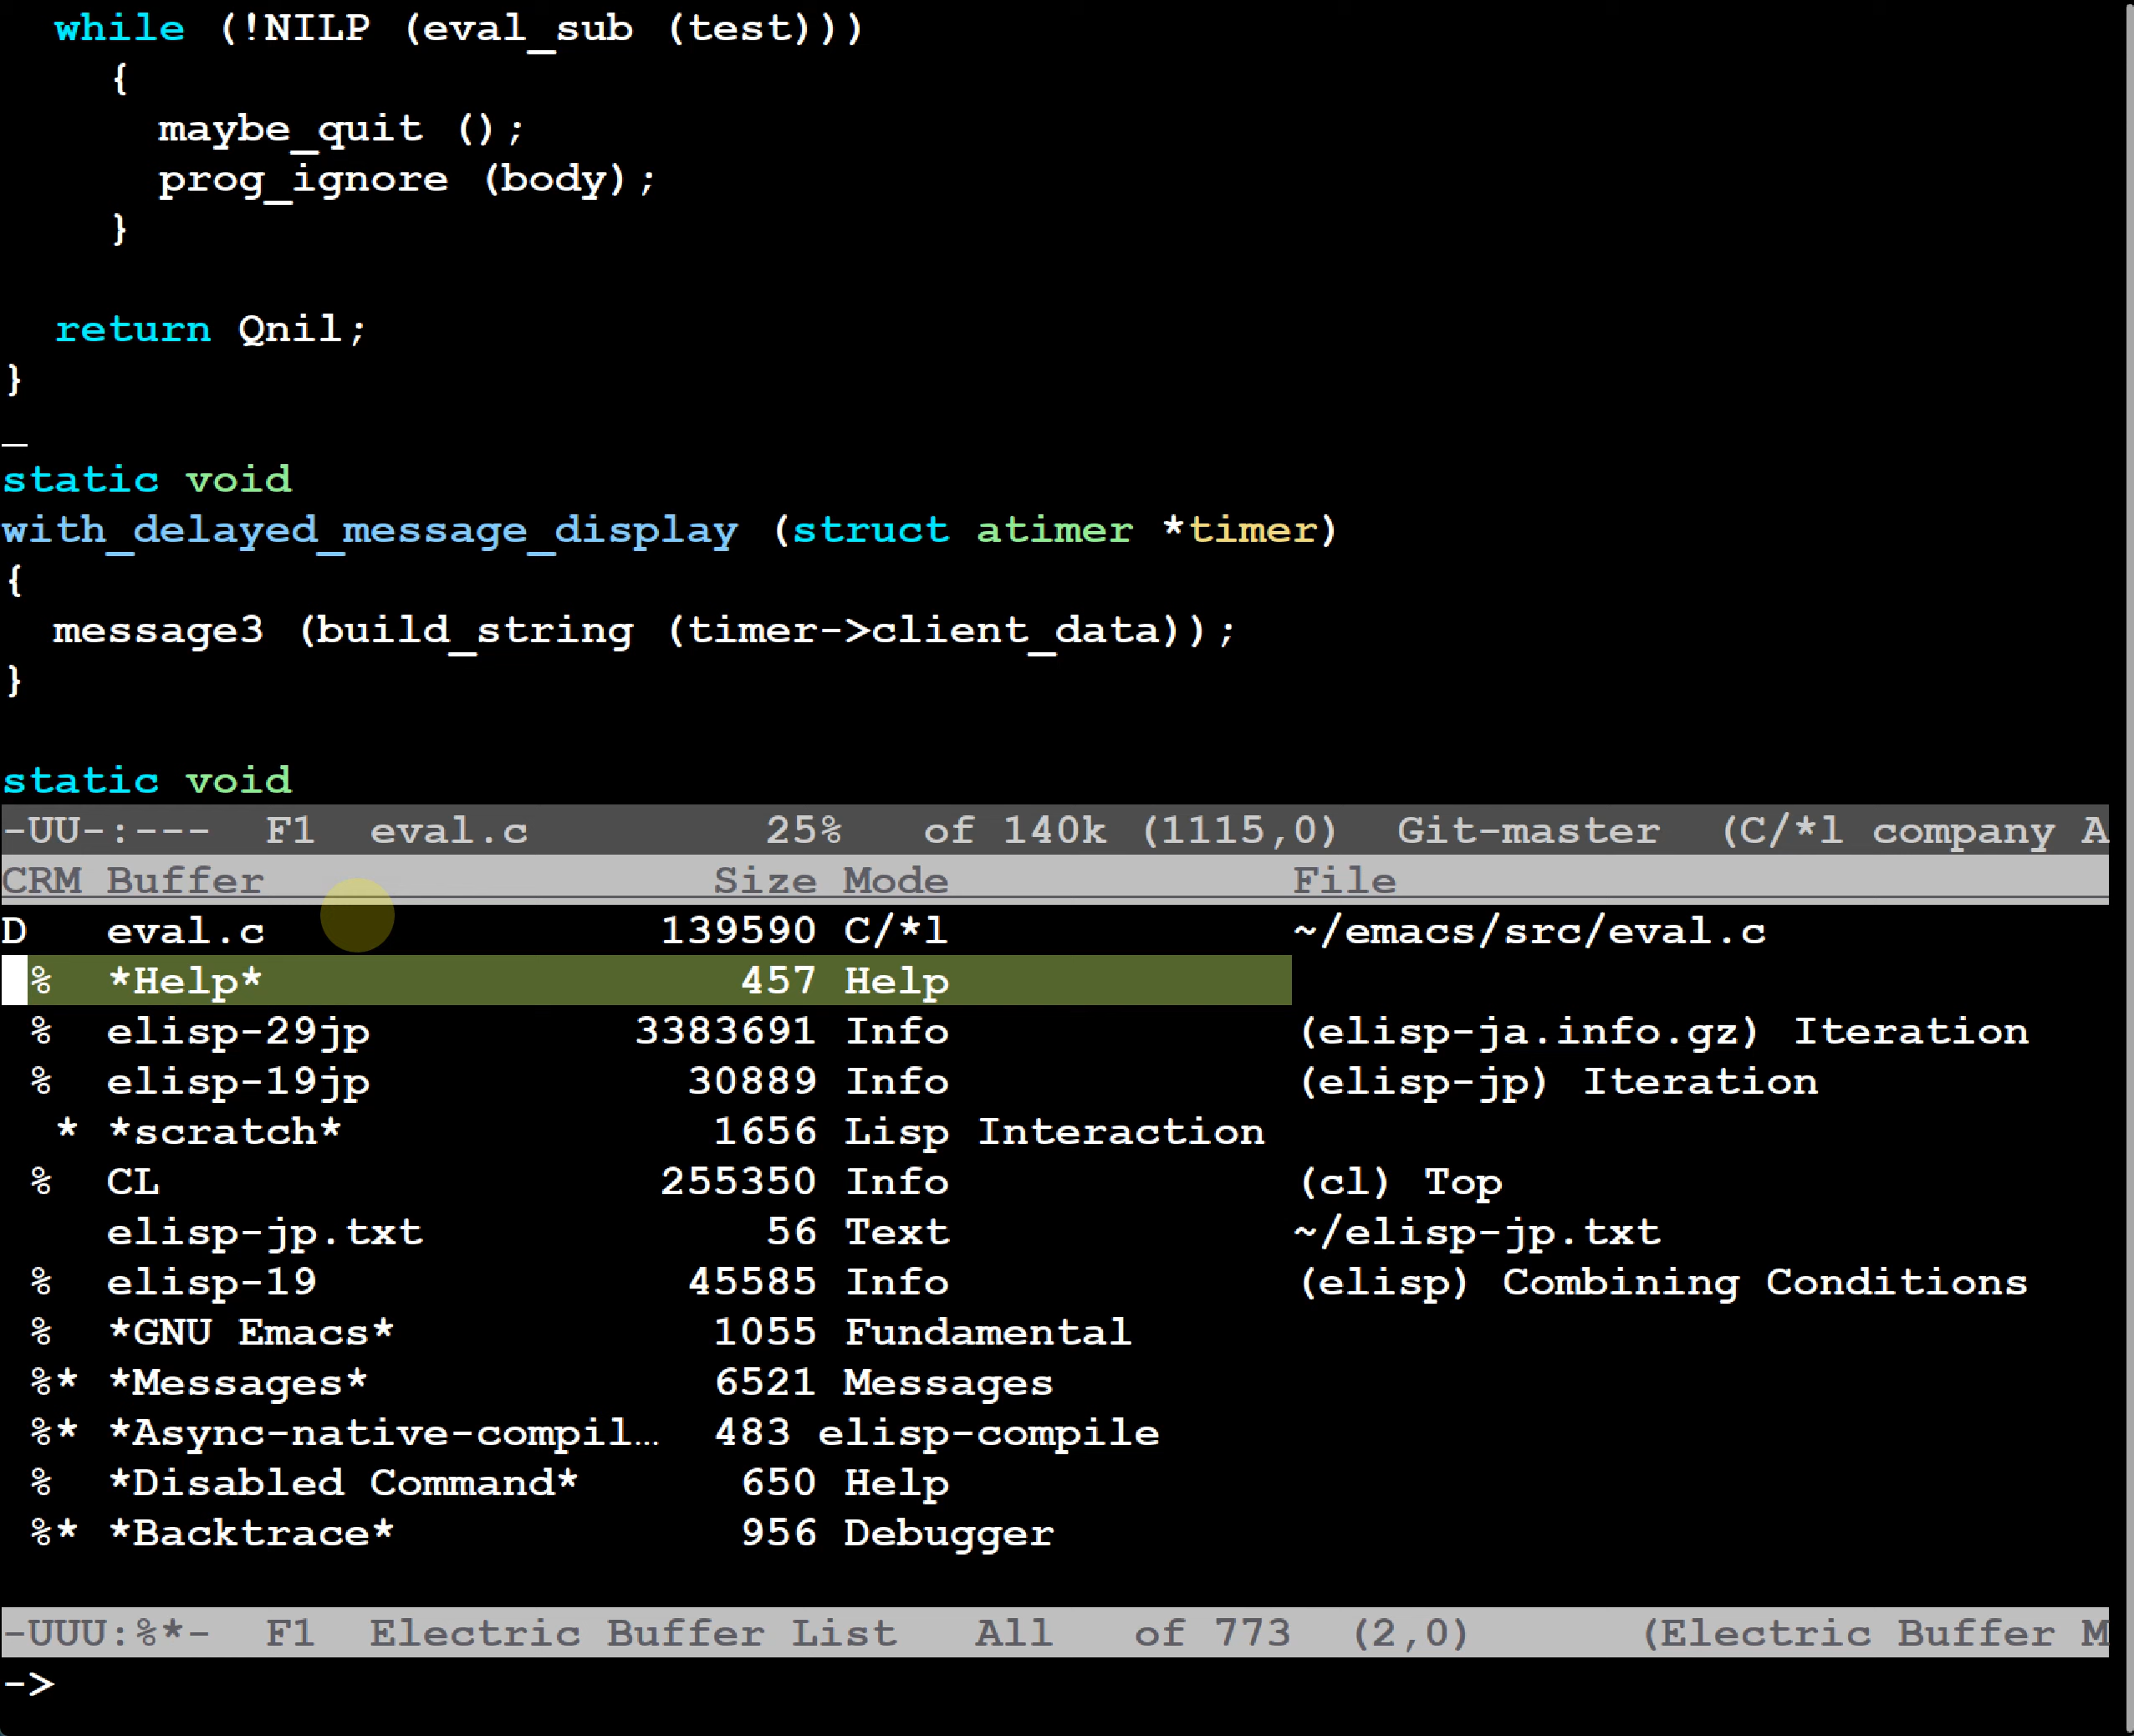 while (!NILP (eval_sub (test)))
{
maybe_quit ();
prog_ignore (body);
}
return Qnil;
}
static void
with_delayed_message_display (struct atimer *timer)
{
message3 (build_string (timer->client_data));
}
static void
-UU-:---  F1  eval.c         25%   of 140k (1115,0)  Git-master  (C/*l company A
CRM Buffer                 Size Mode             File
D   eval.c               139590 C/*l             ~/emacs/src/eval.c
%  *Help*                  457 Help
%  elisp-29jp          3383691 Info             (elisp-ja.info.gz) Iteration
%  elisp-19jp            30889 Info             (elisp-jp) Iteration
* *scratch*              1656 Lisp Interaction
%  CL                   255350 Info             (cl) Top
elisp-jp.txt             56 Text             ~/elisp-jp.txt
%  elisp-19              45585 Info             (elisp) Combining Conditions
%  *GNU Emacs*            1055 Fundamental
%* *Messages*             6521 Messages
%* *Async-native-compil…  483 elisp-compile
%  *Disabled Command*      650 Help
%* *Backtrace*             956 Debugger
-UUU:%*-  F1  Electric Buffer List   All   of 773  (2,0)      (Electric Buffer M
->